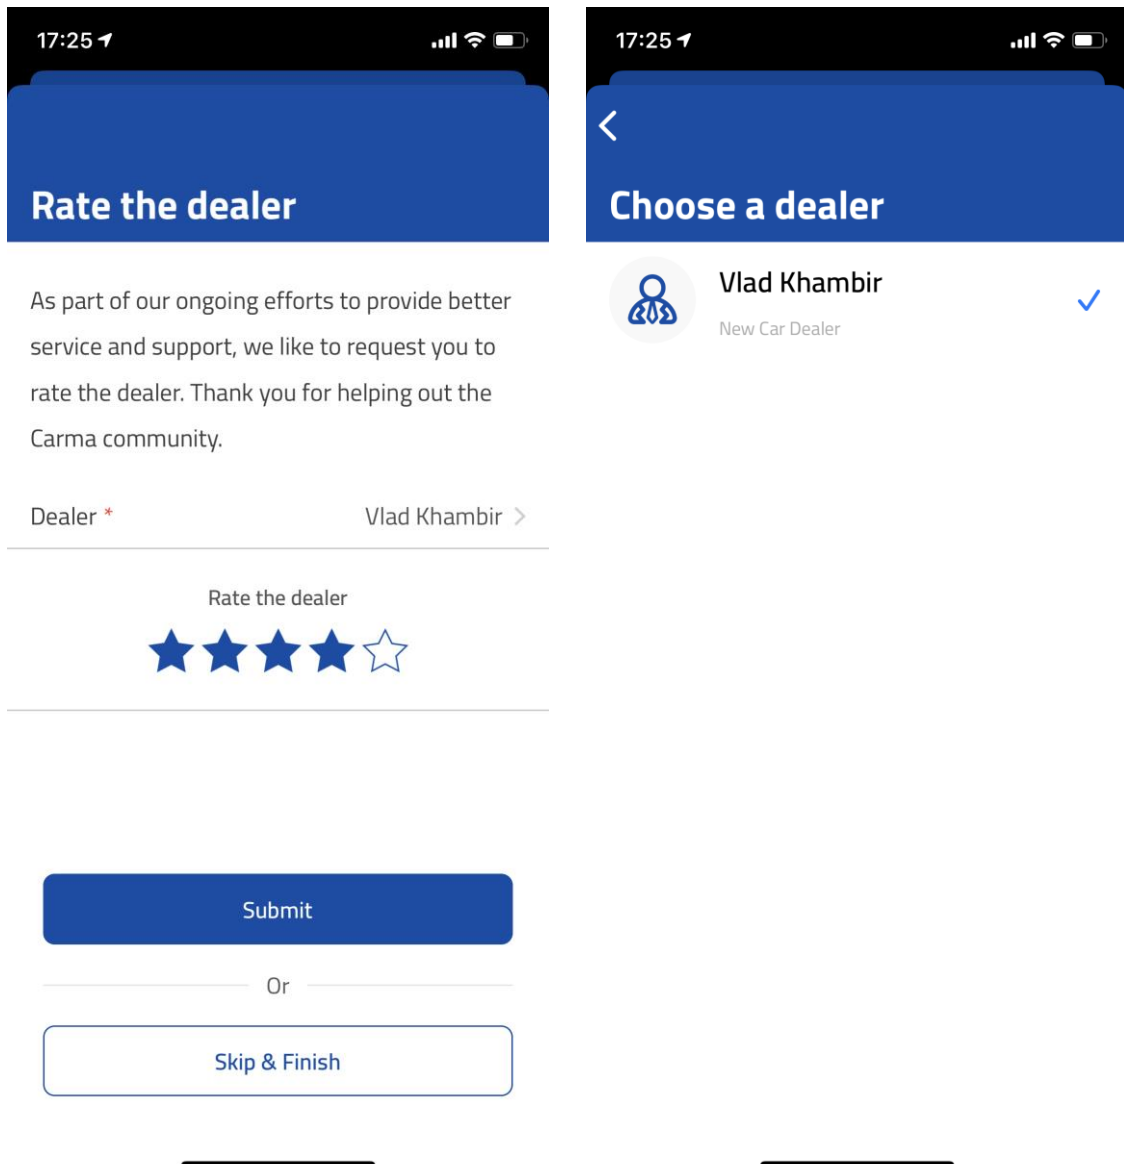 17:25
Rate the dealer
As part of our ongoing efforts to provide better
service and support, we like to request you to
rate the dealer. Thank you for helping out the
Carma community.
Dealer * Vlad Khambir
Rate the dealer
Submit
Or
Skip & Finish
17:25
Choose a dealer
Vlad Khambir
New Car Dealer